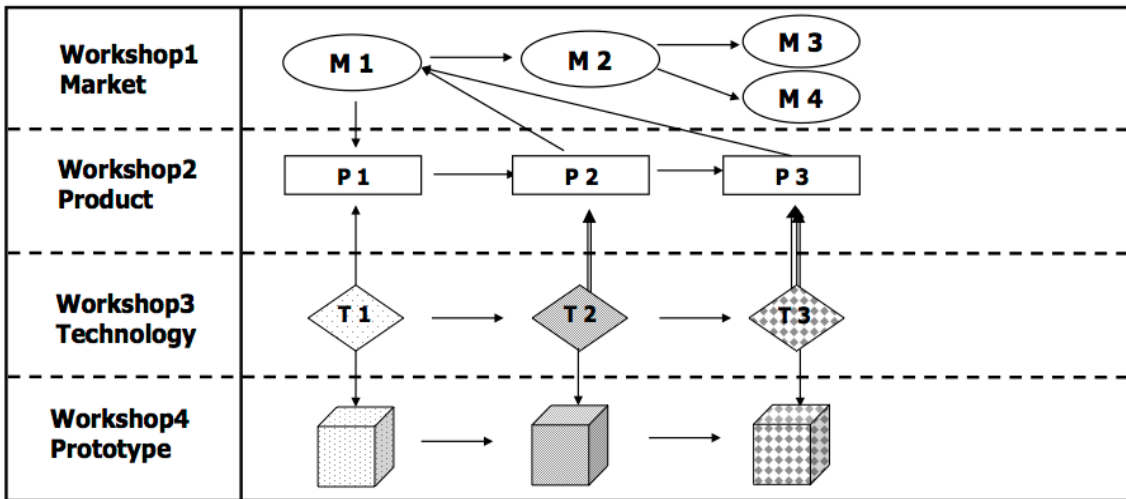 Workshop1
Market
M 1
M 2
M 3
M 4
Workshop2
Product
P 1
P 2
P 3
Workshop3
Technology
T 1
T 2
T 3
Workshop4
Prototype